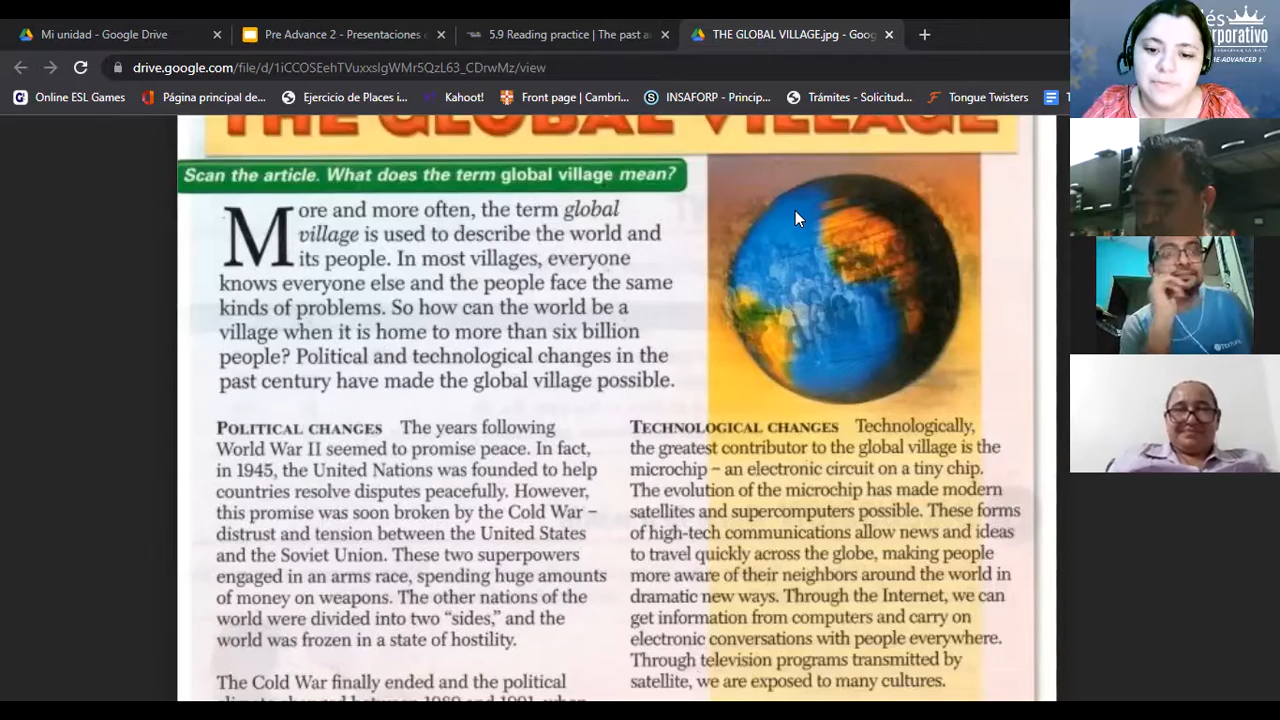 Mi unidad - Google Drive
Pre Advance 2 - Presentaciones
5.9 Reading practice | The past a
THE GLOBAL VILLAGE.jpg - Goog
drive.google.com/file/d/1iCCOSEehTVuxxsIgWMr5QzL63_CDrwMz/view
Online ESL Games
Página principal de...
Ejercicio de Places i...
Kahoot!
Front page | Cambri...
INSAFORP - Princip...
Trámites - Solicitud...
Tongue Twisters
és
rporativo
RE-ADVANCED 1
THE GLOBAL VILLAGE
Scan the article. What does the term global village mean?
More and more often, the term global
village is used to describe the world and
its people. In most villages, everyone
knows everyone else and the people face the same
kinds of problems. So how can the world be a
village when it is home to more than six billion
people? Political and technological changes in the
past century have made the global village possible.
POLITICAL CHANGES The years following
World War II seemed to promise peace. In fact,
in 1945, the United Nations was founded to help
countries resolve disputes peacefully. However,
this promise was soon broken by the Cold War –
distrust and tension between the United States
and the Soviet Union. These two superpowers
engaged in an arms race, spending huge amounts
of money on weapons. The other nations of the
world were divided into two “sides,” and the
world was frozen in a state of hostility.
The Cold War finally ended and the political
TECHNOLOGICAL CHANGES Technologically,
the greatest contributor to the global village is the
microchip – an electronic circuit on a tiny chip.
The evolution of the microchip has made modern
satellites and supercomputers possible. These forms
of high-tech communications allow news and ideas
to travel quickly across the globe, making people
more aware of their neighbors around the world in
dramatic new ways. Through the Internet, we can
get information from computers and carry on
electronic conversations with people everywhere.
Through television programs transmitted by
satellite, we are exposed to many cultures.